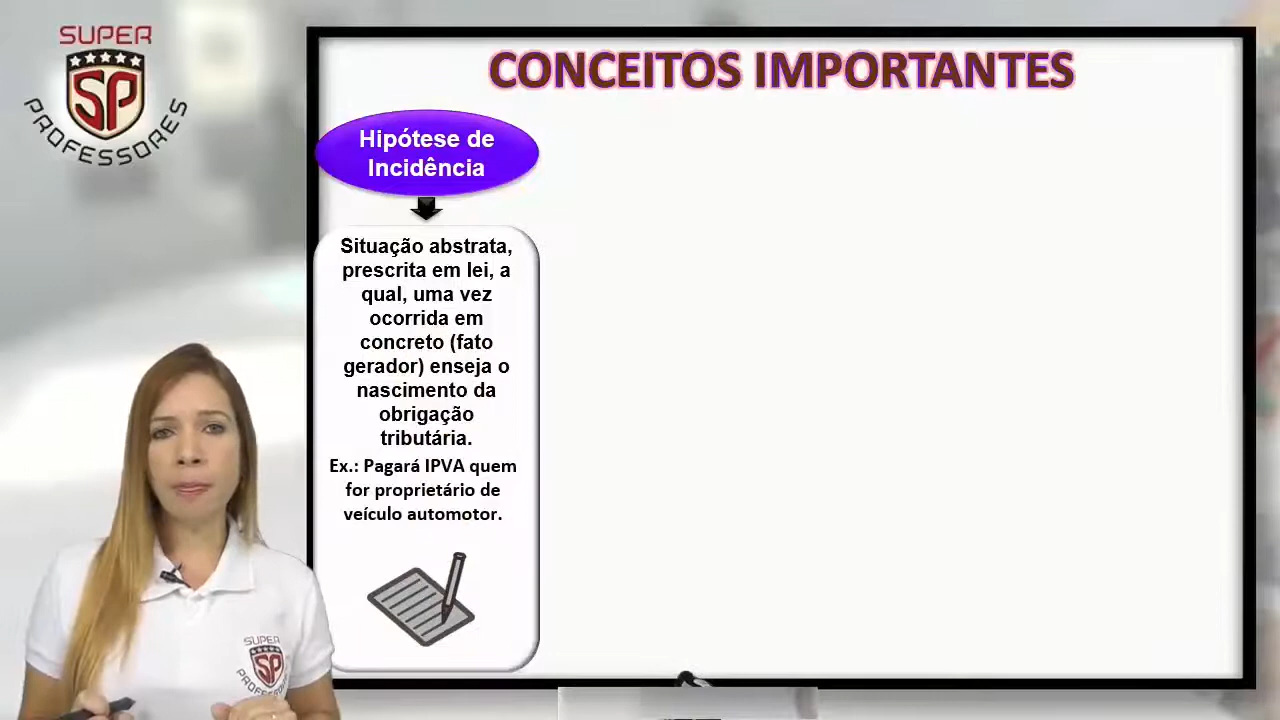 SUPER
SP
PROFESSORES
CONCEITOS IMPORTANTES
Hipótese de
Incidência
Situação abstrata,
prescrita em lei, a
qual, uma vez
ocorrida em
concreto (fato
gerador) enseja o
nascimento da
obrigação
tributária.
Ex.: Pagará IPVA quem
for proprietário de
veículo automotor.
SUPER
SP
PROFESSORES